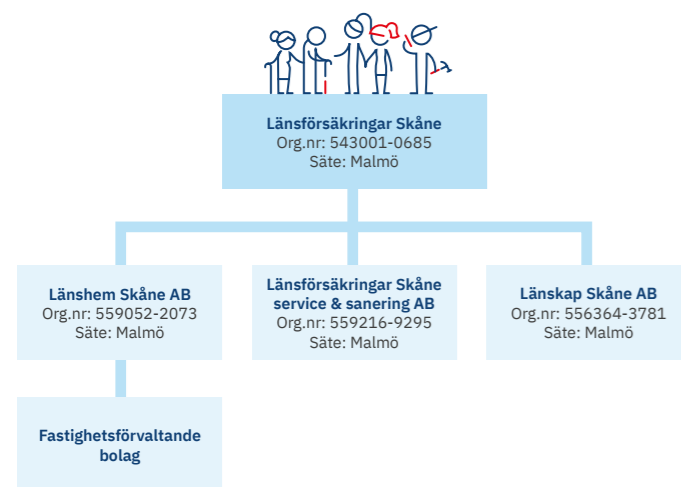 Länsförsäkringar Skåne
Org.nr: 543001-0685
Säte: Malmö
Länshem Skåne AB
Org.nr: 559052-2073
Säte: Malmö
Länsförsäkringar Skåne
service & sanering AB
Org.nr: 559216-9295
Säte: Malmö
Länskap Skåne AB
Org.nr: 556364-3781
Säte: Malmö
Fastighetsförvaltande
bolag